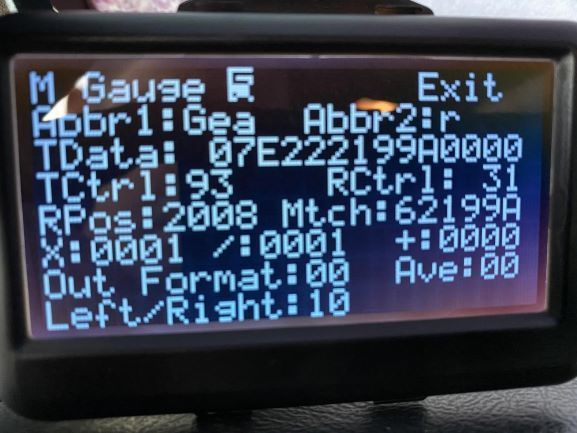 M Gauge G Exit
Abbr1:Gea Abbr2:r
TData: 07E222199A0000
TCtrl:93 RCtrl: 31
RPos:2008 Mtch:62199A
X:0001 /:0001 +:0000
Out Format:00 Ave:00
Left/Right:10